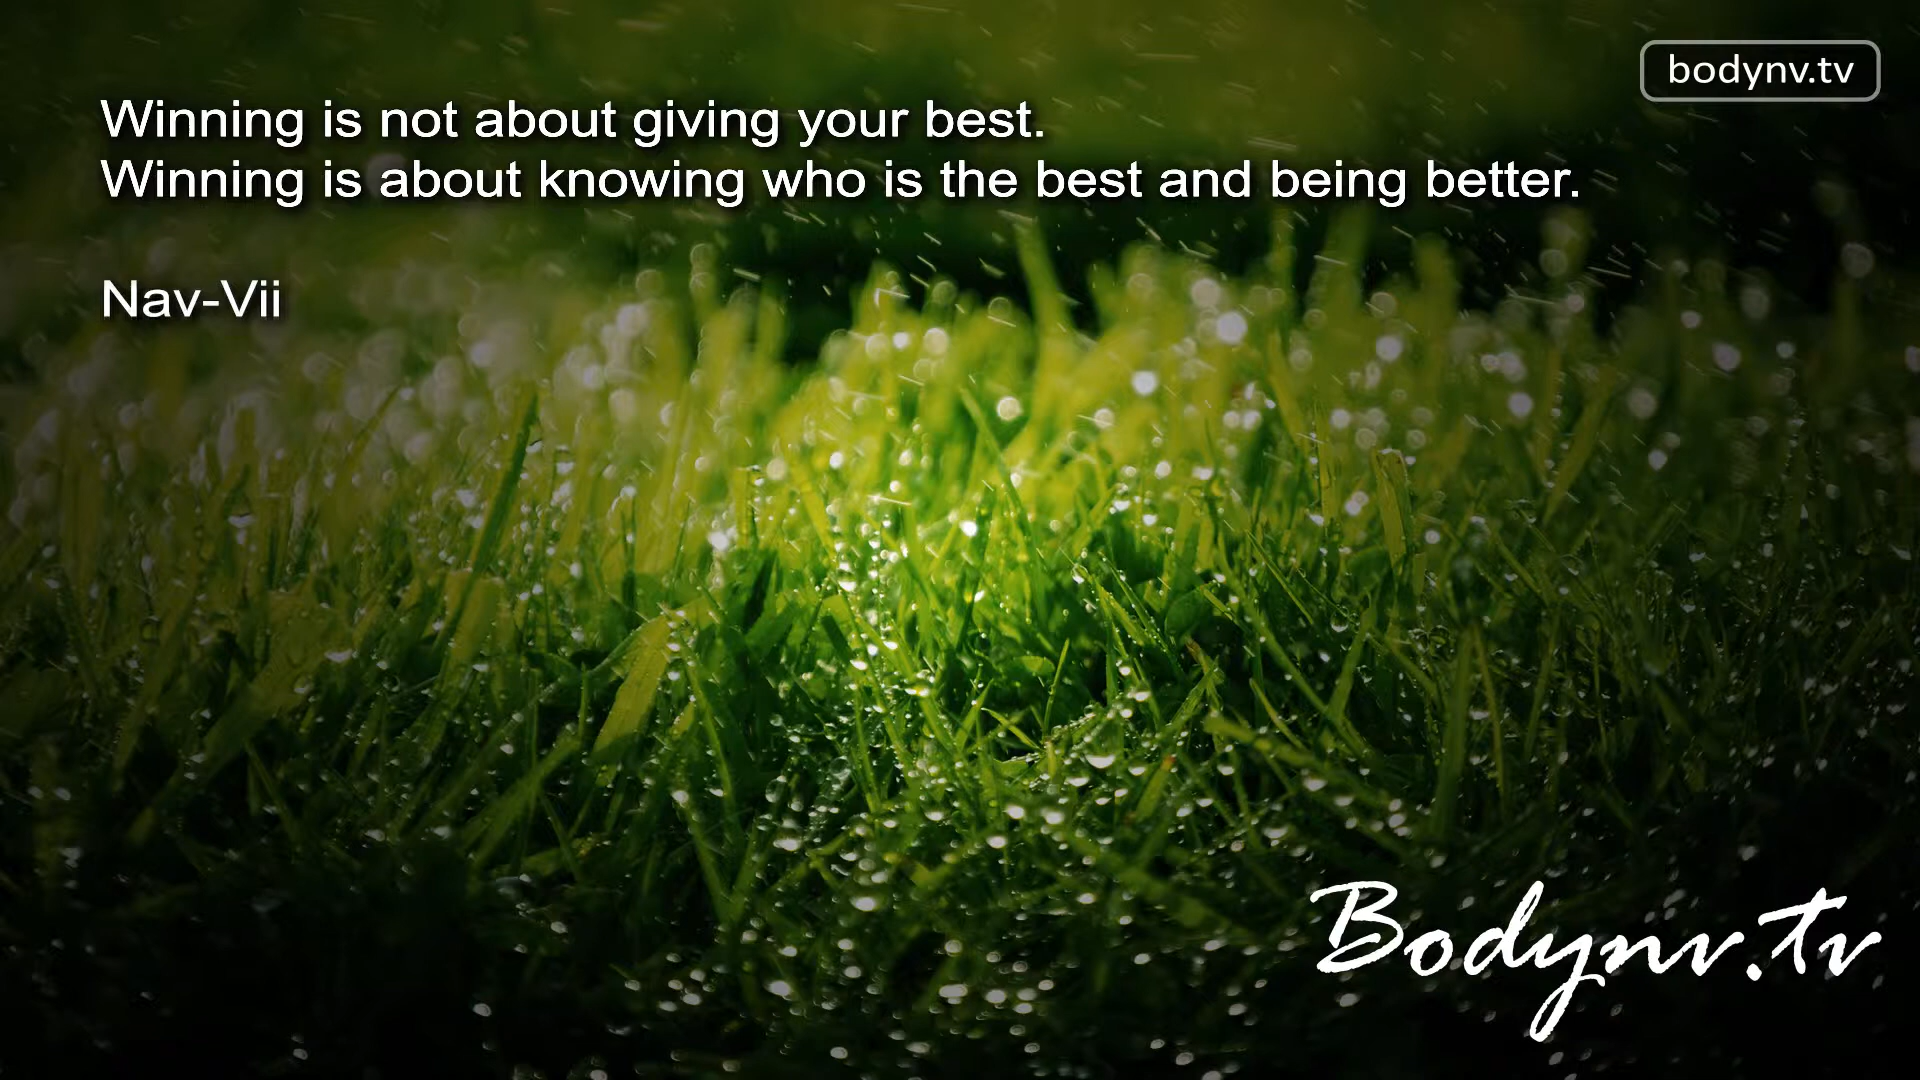 bodynv.tv
Winning is not about giving your best.
Winning is about knowing who is the best and being better.
Nav-Vii
Bodynv.tv